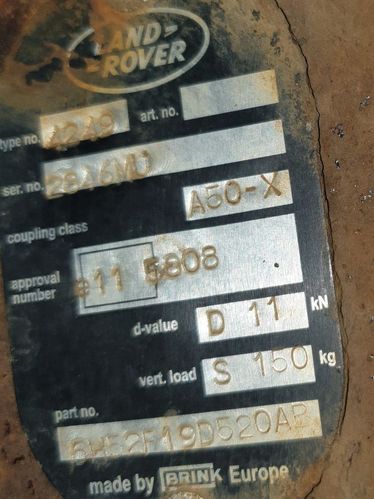 LAND-
ROVER
type no. 4249 art. no.
ser. no. 2846MO
A50-X
coupling class
approval number e11 5808
d-value D 11 kN
vert. load S 150 kg
part no.
made by BRINK Europe